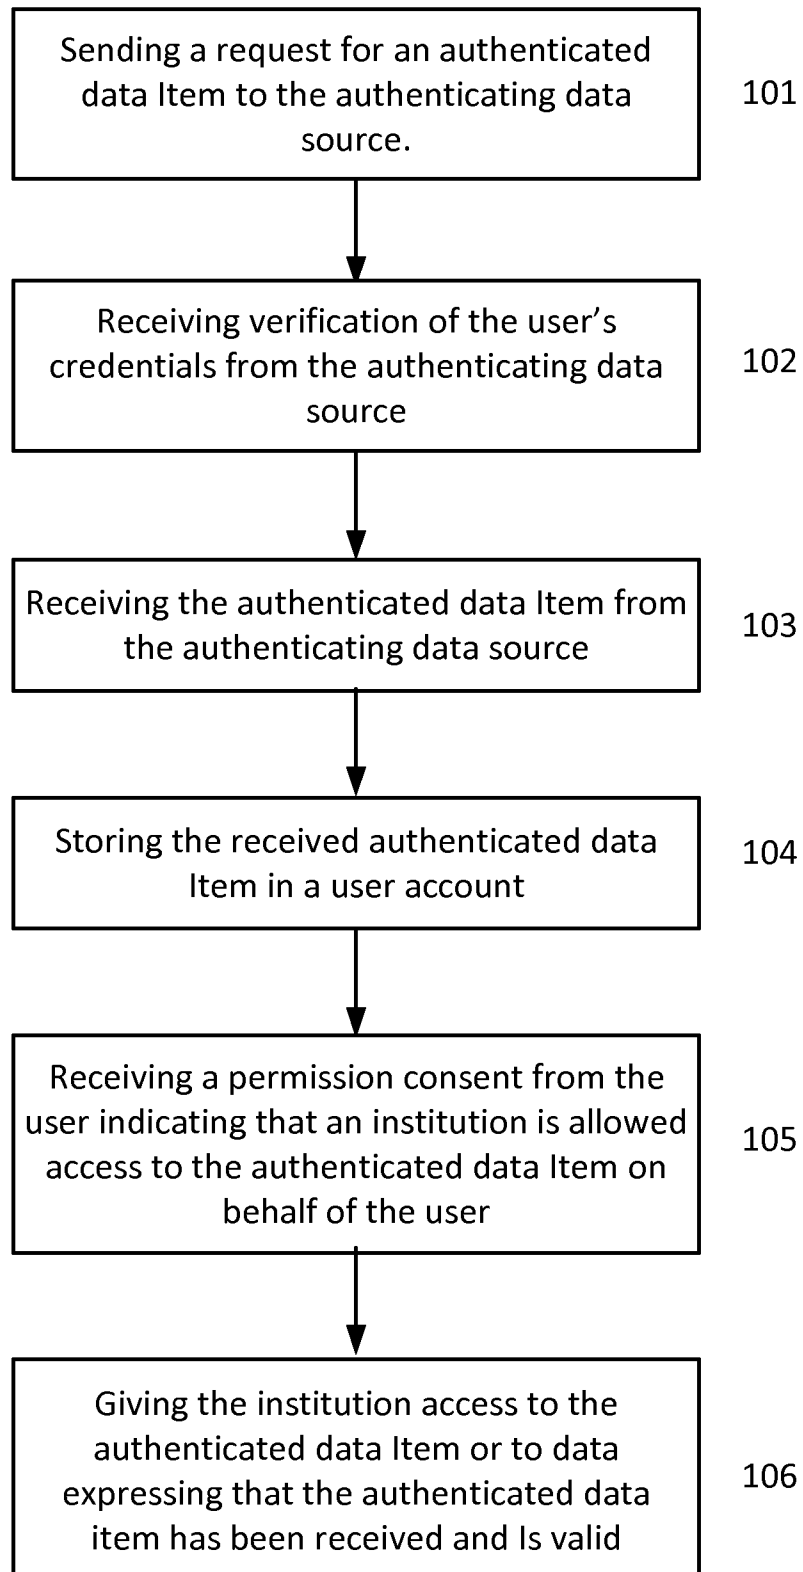 Sending a request for an authenticated
data Item to the authenticating data
source.
101
Receiving verification of the user’s
credentials from the authenticating data
source
102
Receiving the authenticated data Item from
the authenticating data source
103
Storing the received authenticated data
Item in a user account
104
Receiving a permission consent from the
user indicating that an institution is allowed
access to the authenticated data Item on
behalf of the user
105
Giving the institution access to the
authenticated data Item or to data
expressing that the authenticated data
item has been received and Is valid
106